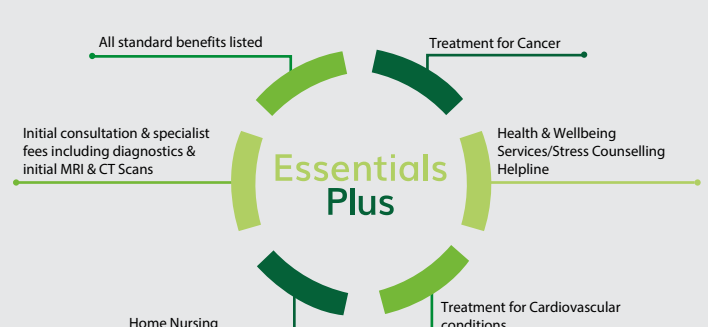 All standard benefits listed
Treatment for Cancer
Initial consultation & specialist
fees including diagnostics &
initial MRI & CT Scans
Health & Wellbeing
Services/Stress Counselling
Helpline
Essentials
Plus
Home Nursing
Treatment for Cardiovascular
conditions